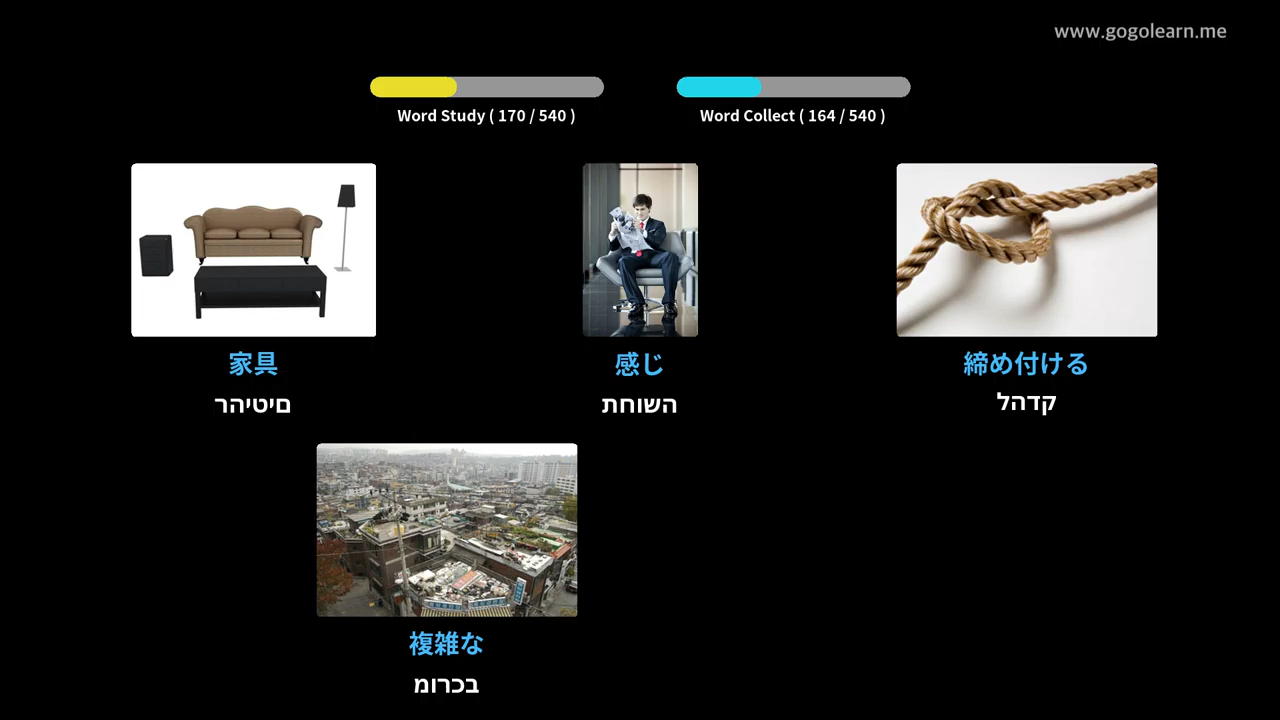 www.gogolearn.me
Word Study ( 170 / 540 )
Word Collect ( 164 / 540 )
家具
רהיטים
感じ
תחושה
締め付ける
להדק
複雑な
מורכב